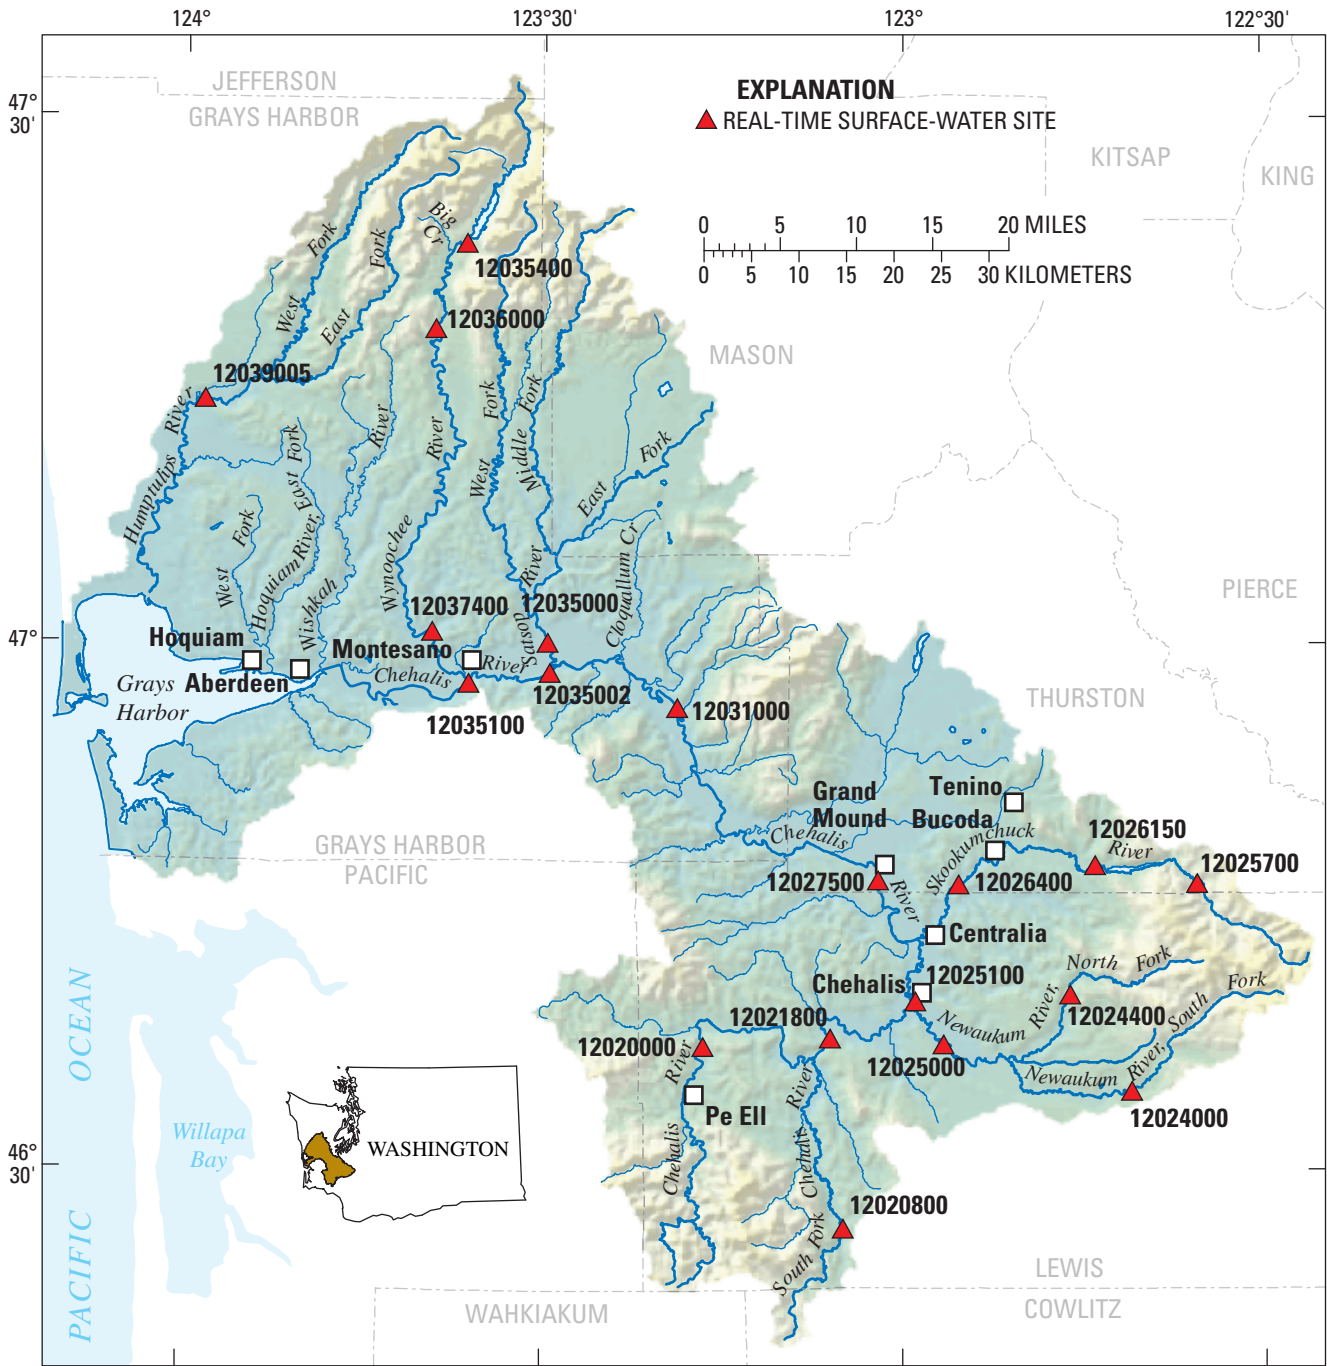 124°
123°30'
123°
122°30'
47°
30'
JEFFERSON
GRAYS HARBOR
EXPLANATION
REAL-TIME SURFACE-WATER SITE
KITSAP
KING
0 5 10 15 20 MILES
0 5 10 15 20 25 30 KILOMETERS
MASON
Big
Cr
12035400
12036000
West
Fork
East
Fork
12039005
Humptulips
River
West
Fork
Hoquiam River,
East Fork
Wishkah
River
Wynoochee
River
West
Fork
Middle
Fork
East
Fork
Satsop
River
Cloquallum Cr
PIERCE
47°
12037400
12035000
Hoquiam
Aberdeen
Montesano
Chehalis
River
Grays
Harbor
12035002
12035100
12031000
THURSTON
Grand
Mound
Tenino
Bucoda
Chehalis
River
Skookumchuck
River
12026150
12025700
12027500
12026400
GRAYS HARBOR
PACIFIC
Centralia
Chehalis
12025100
North
Fork
River,
Newaukum
12024400
South
Fork
River,
Newaukum
12021800
12020000
12025000
12024000
River
Pe Ell
Chehalis
River
Chehalis
South
Fork
12020800
46°
30'
WASHINGTON
Willapa
Bay
PACIFIC
OCEAN
LEWIS
COWLITZ
WAHKIAKUM